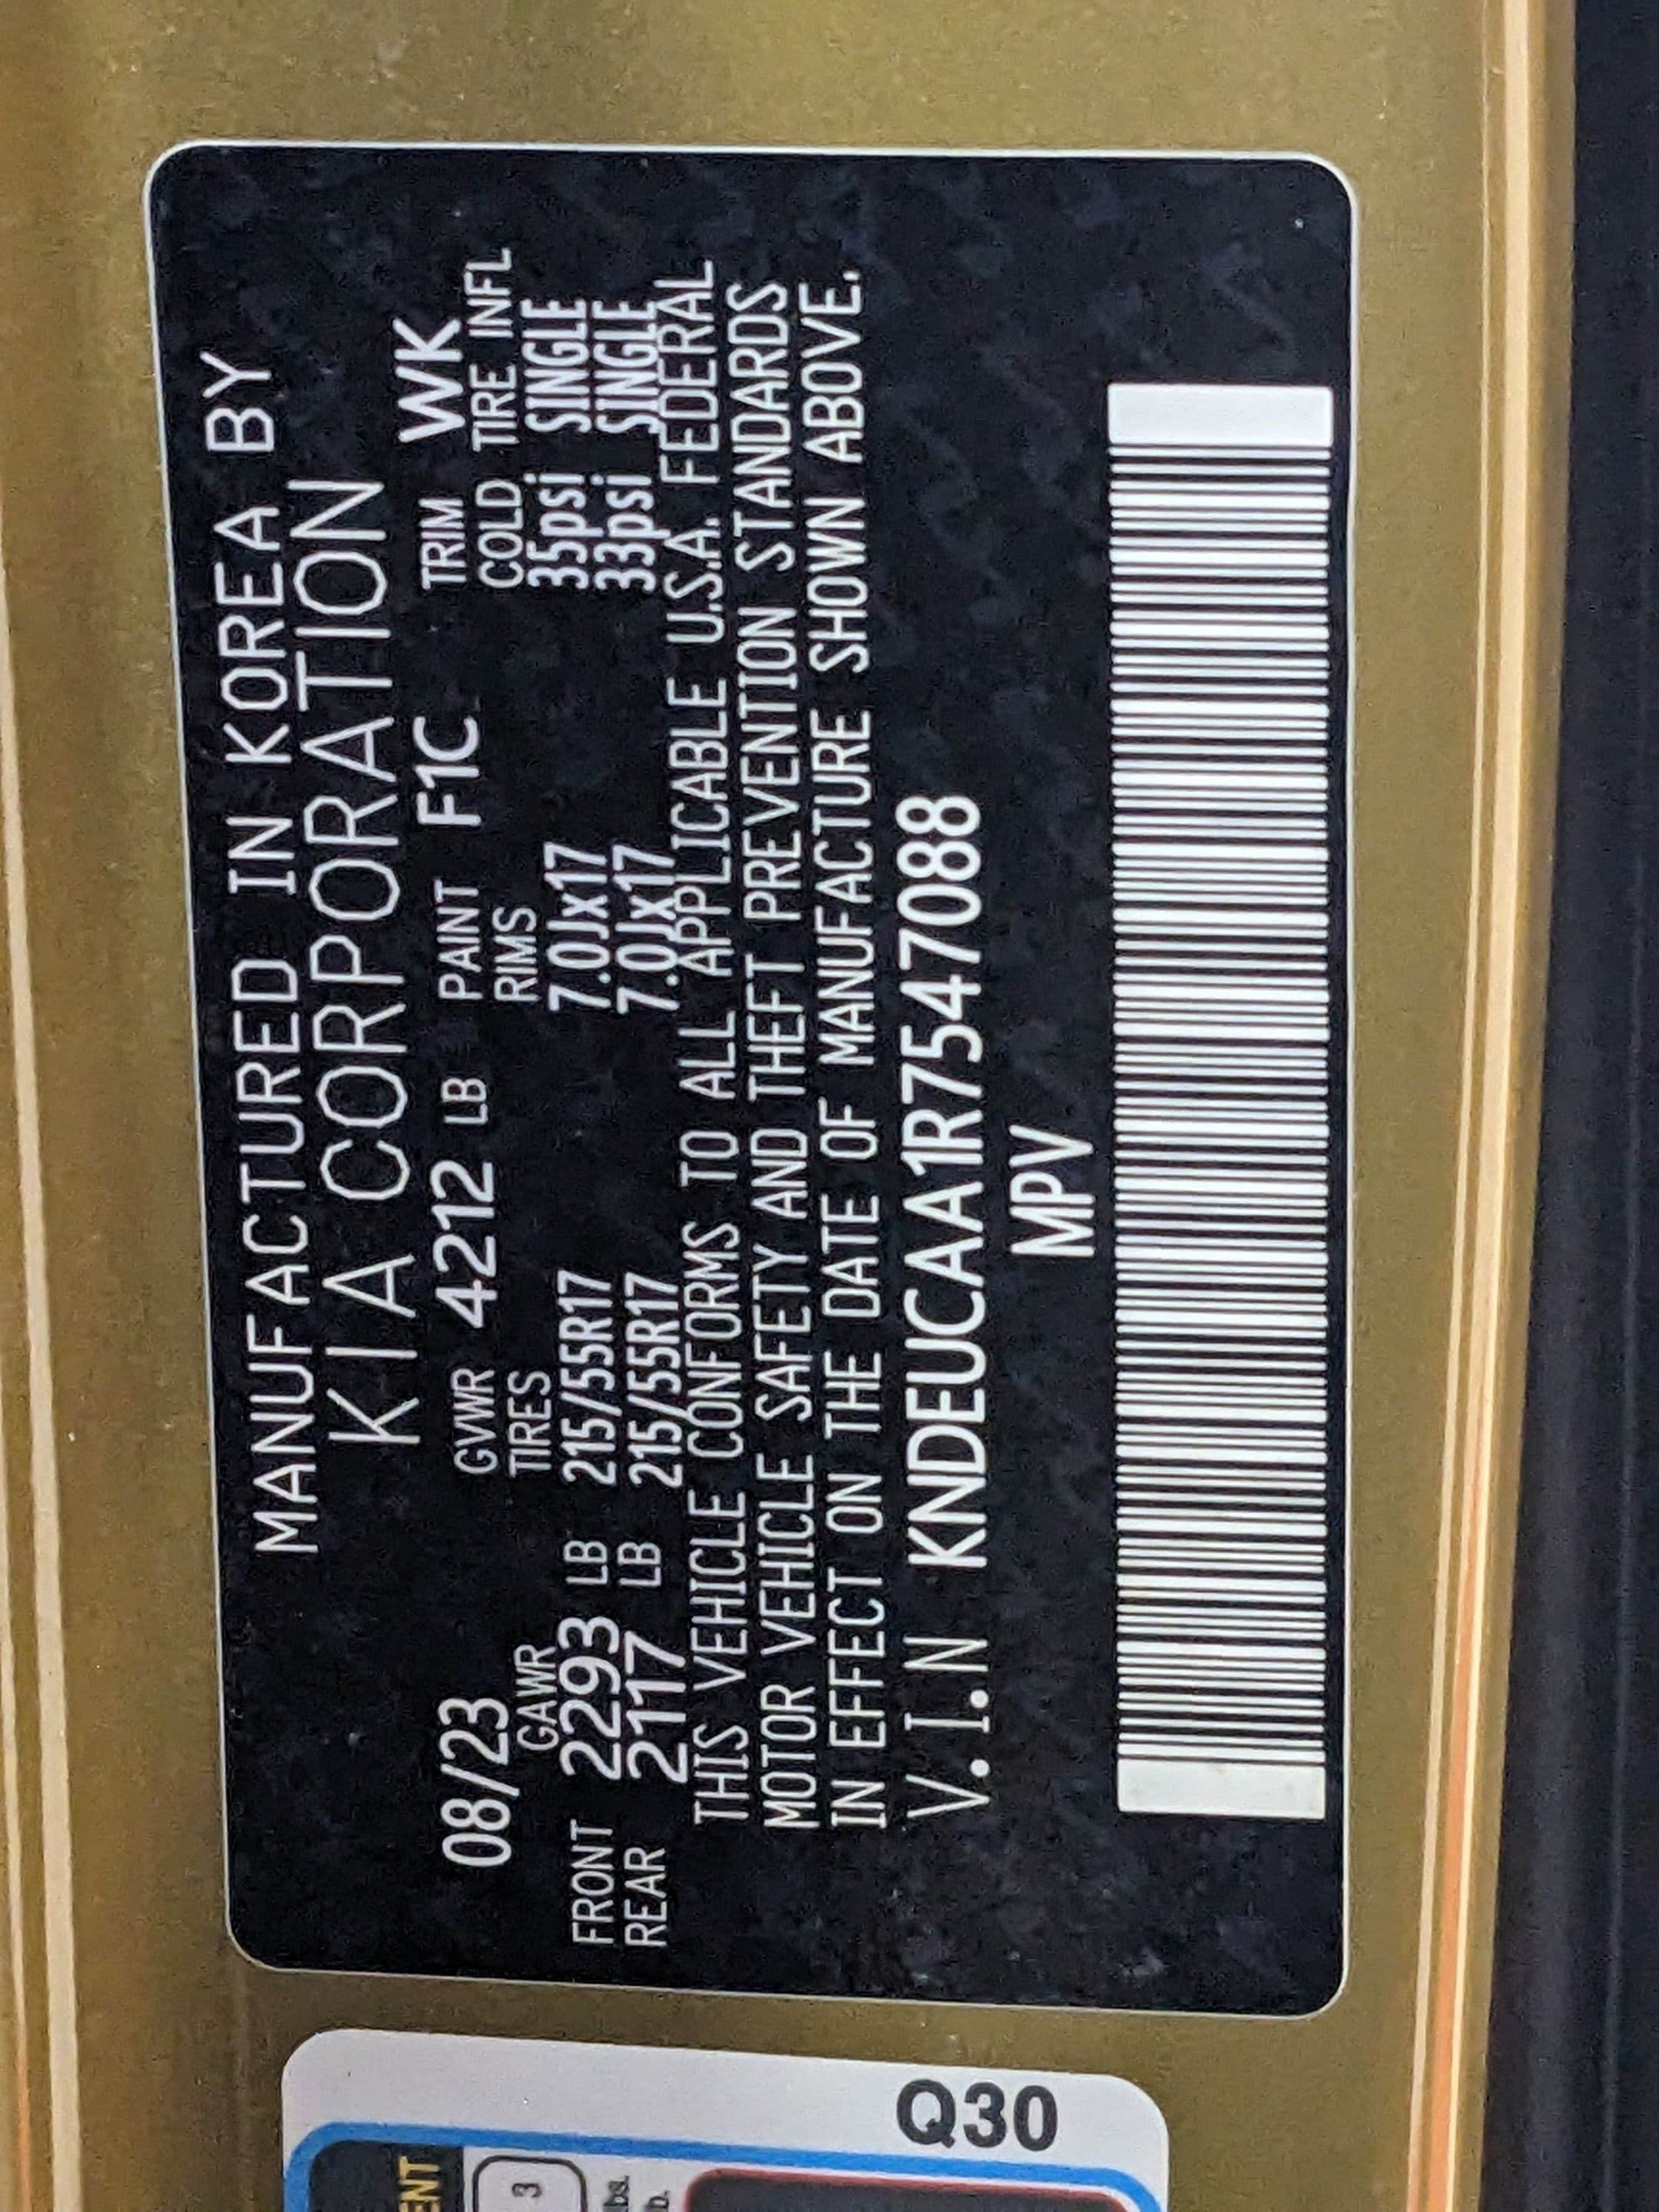 MANUFACTURED IN KOREA BY
KIA CORPORATION
08/23 GVWR 4212 LB PAINT F1C TRIM WK
GAWR TIRES RIMS COLD TIRE INFL
FRONT 2293 LB 215/55R17 7.0Jx17 35psi SINGLE
REAR 2117 LB 215/55R17 7.0Jx17 33psi SINGLE
THIS VEHICLE CONFORMS TO ALL APPLICABLE U.S.A. FEDERAL
MOTOR VEHICLE SAFETY AND THEFT PREVENTION STANDARDS
IN EFFECT ON THE DATE OF MANUFACTURE SHOWN ABOVE.
V.I.N KNDEUCAA1R7547088
MPV
Q30
3